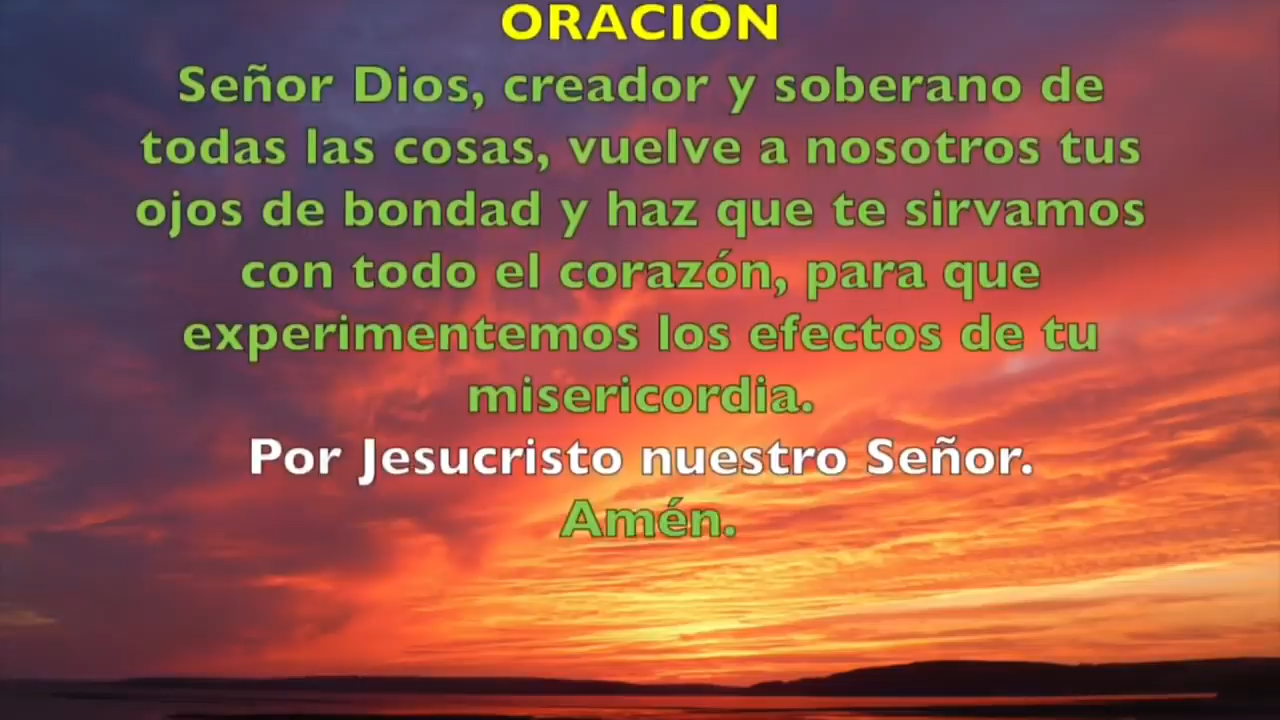 ORACIÓN
Señor Dios, creador y soberano de
todas las cosas, vuelve a nosotros tus
ojos de bondad y haz que te sirvamos
con todo el corazón, para que
experimentemos los efectos de tu
misericordia.
Por Jesucristo nuestro Señor.
Amén.